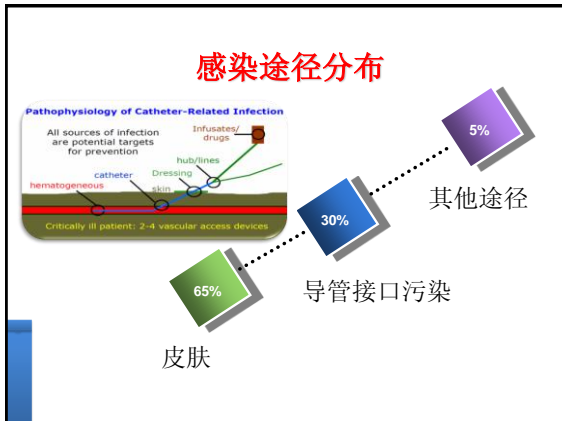 感染途径分布
Pathophysiology of Catheter-Related Infection
All sources of infection
are potential targets
for prevention
Infusates/
drugs
hub/lines
catheter
Dressing
skin
hematogeneous
Critically ill patient: 2-4 vascular access devices
5%
其他途径
30%
导管接口污染
65%
皮肤